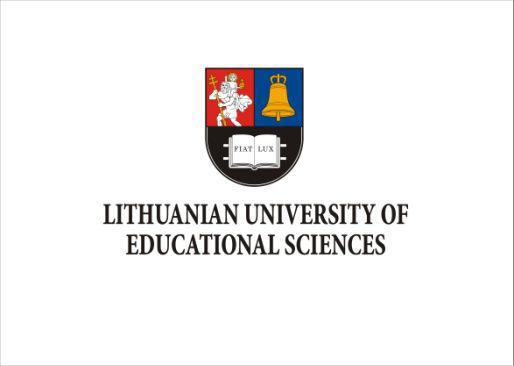 FIAT LUX
LITHUANIAN UNIVERSITY OF
EDUCATIONAL SCIENCES